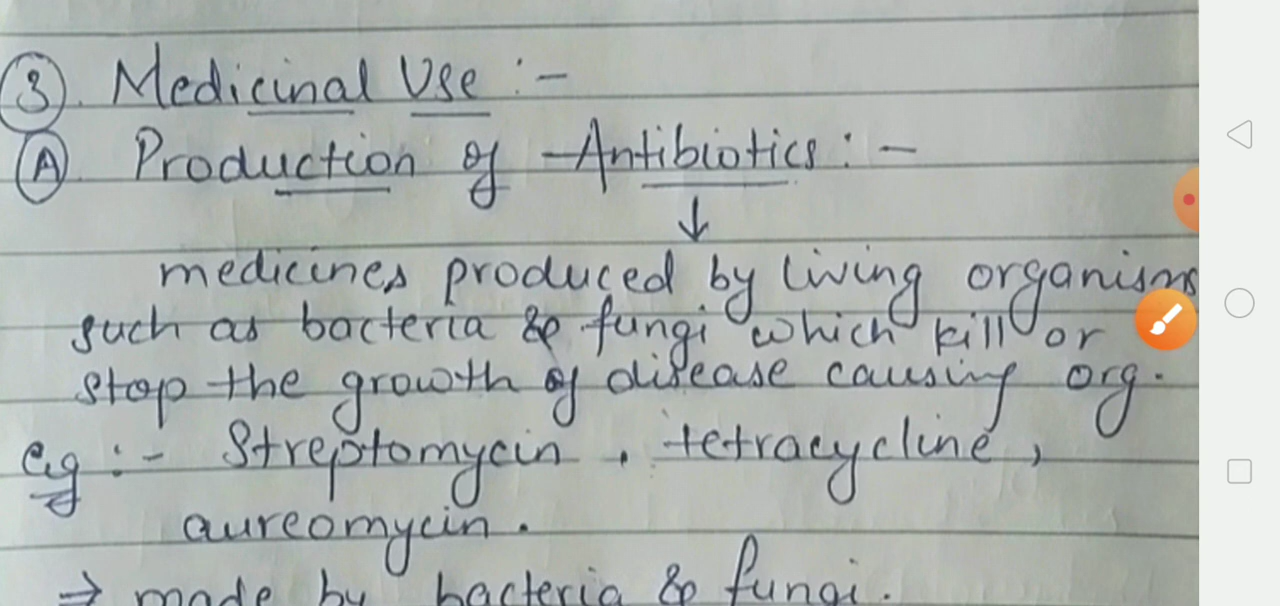 ③. Medicinal Use :-
Ⓐ Production of Antibiotics : -
↓
medicines produced by living organisms
such as bacteria & fungi which kill or
stop the growth of disease causing org.
eg :- Streptomycin , tetracycline ,
aureomycin .
⇒ made by bacteria & fungi .